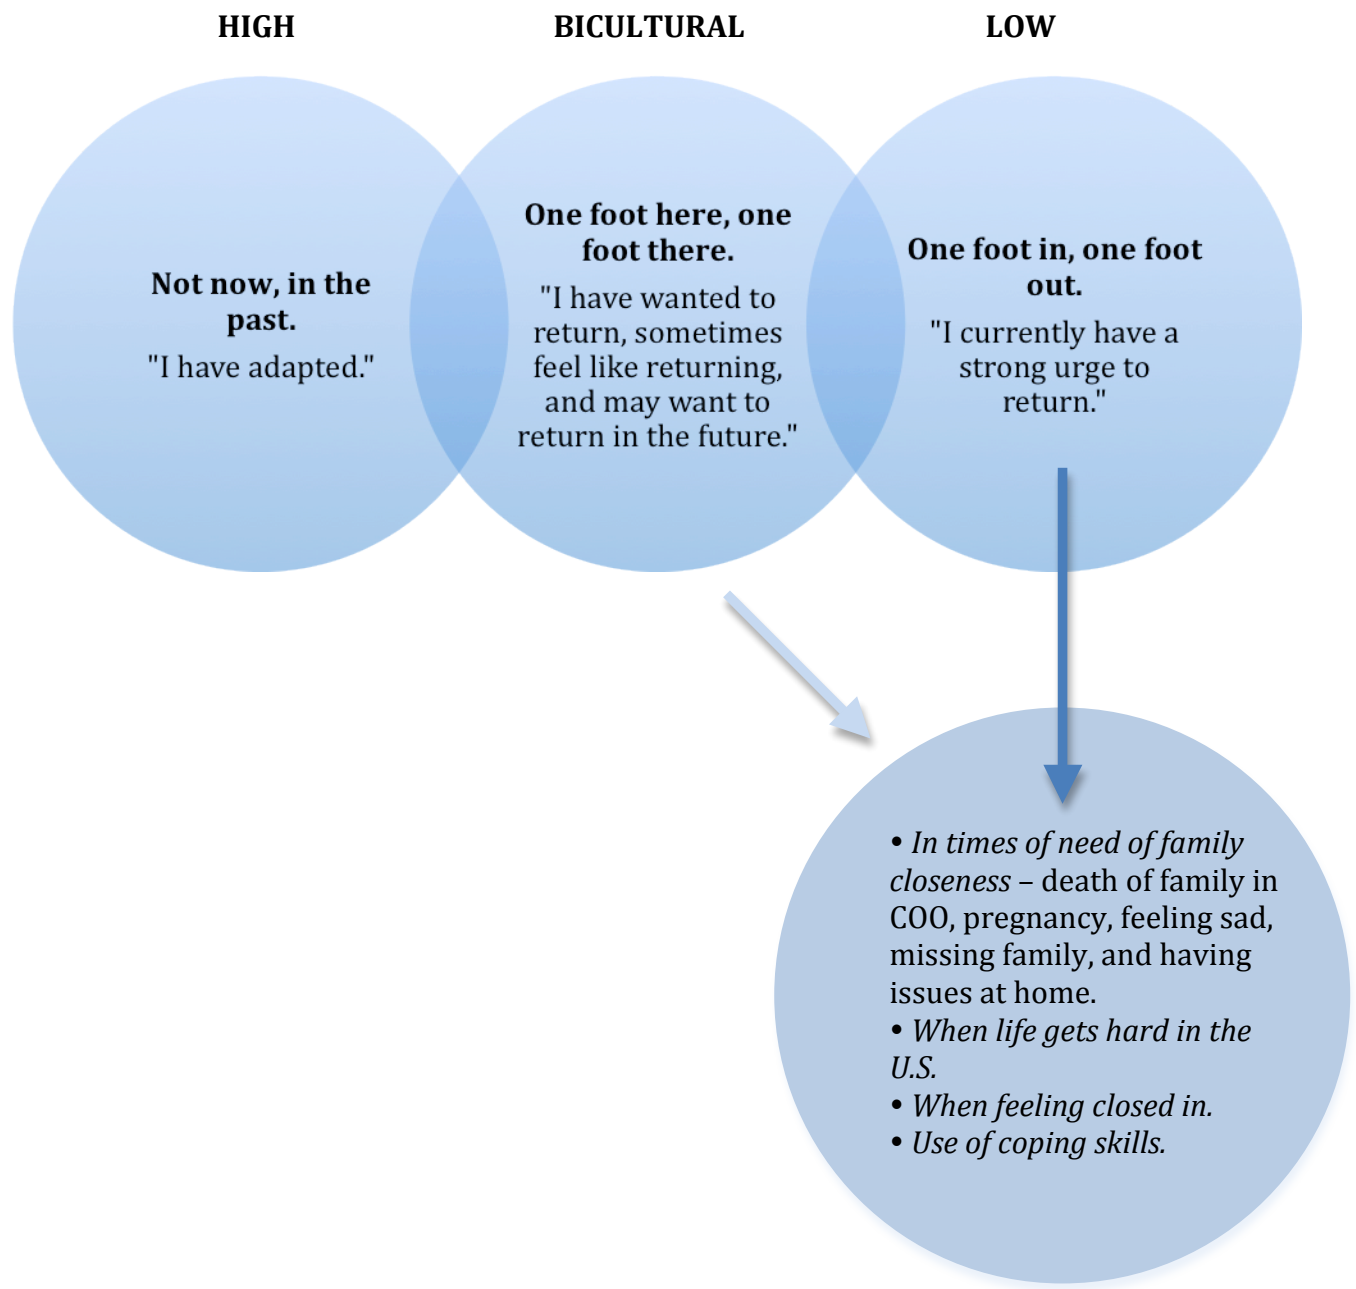 HIGH
BICULTURAL
LOW
Not now, in the
past.
"I have adapted."
One foot here, one
foot there.
"I have wanted to
return, sometimes
feel like returning,
and may want to
return in the future."
One foot in, one foot
out.
"I currently have a
strong urge to
return."
• In times of need of family
closeness – death of family in
COO, pregnancy, feeling sad,
missing family, and having
issues at home.
• When life gets hard in the
U.S.
• When feeling closed in.
• Use of coping skills.